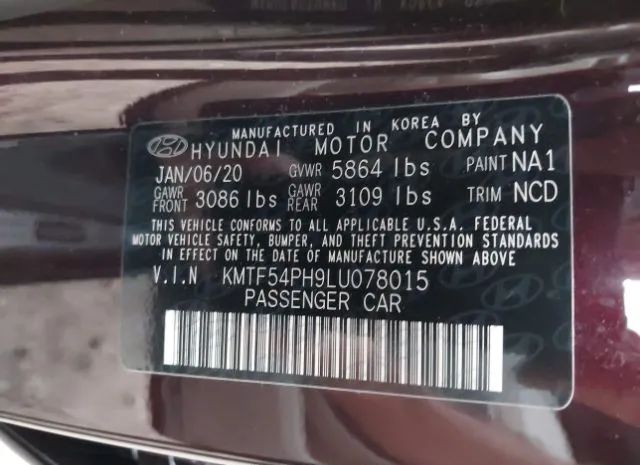 MANUFACTURED IN KOREA BY
HYUNDAI MOTOR COMPANY
JAN/06/20 GVWR 5864 lbs PAINT NA1
GAWR FRONT 3086 lbs GAWR REAR 3109 lbs TRIM NCD
THIS VEHICLE CONFORMS TO ALL APPLICABLE U.S.A. FEDERAL
MOTOR VEHICLE SAFETY, BUMPER, AND THEFT PREVENTION STANDARDS
IN EFFECT ON THE DATE OF MANUFACTURE SHOWN ABOVE.
V.I.N KMTF54PH9LU078015
PASSENGER CAR